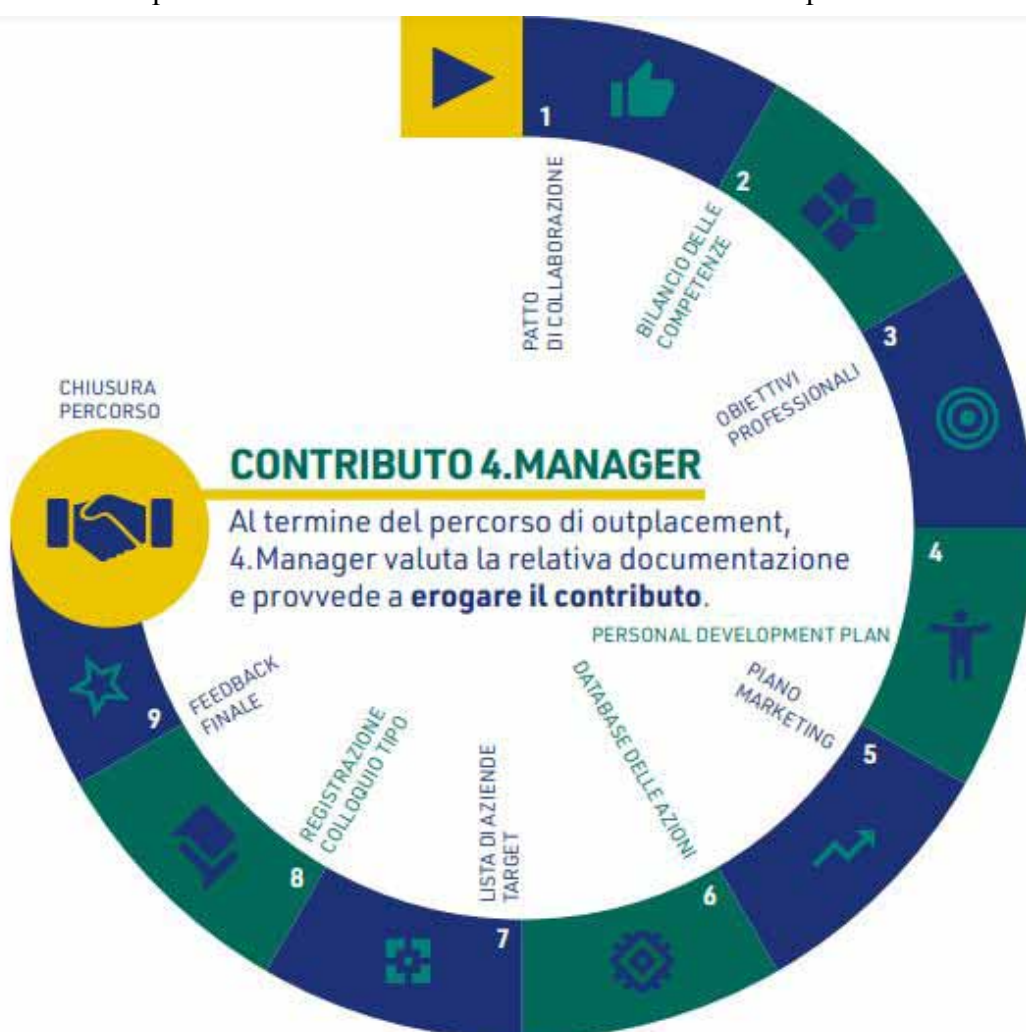 1
PATTO
DI COLLABORAZIONE
2
BILANCIO DELLE
COMPETENZE
3
OBIETTIVI
PROFESSIONALI
4
PERSONAL DEVELOPMENT PLAN
5
PIANO
MARKETING
6
DATABASE DELLE AZIONI
7
LISTA DI AZIENDE
TARGET
8
REGISTRAZIONE
COLLOQUIO TIPO
9
FEEDBACK
FINALE
CHIUSURA
PERCORSO
CONTRIBUTO 4.MANAGER
Al termine del percorso di outplacement,
4.Manager valuta la relativa documentazione
e provvede a erogare il contributo.